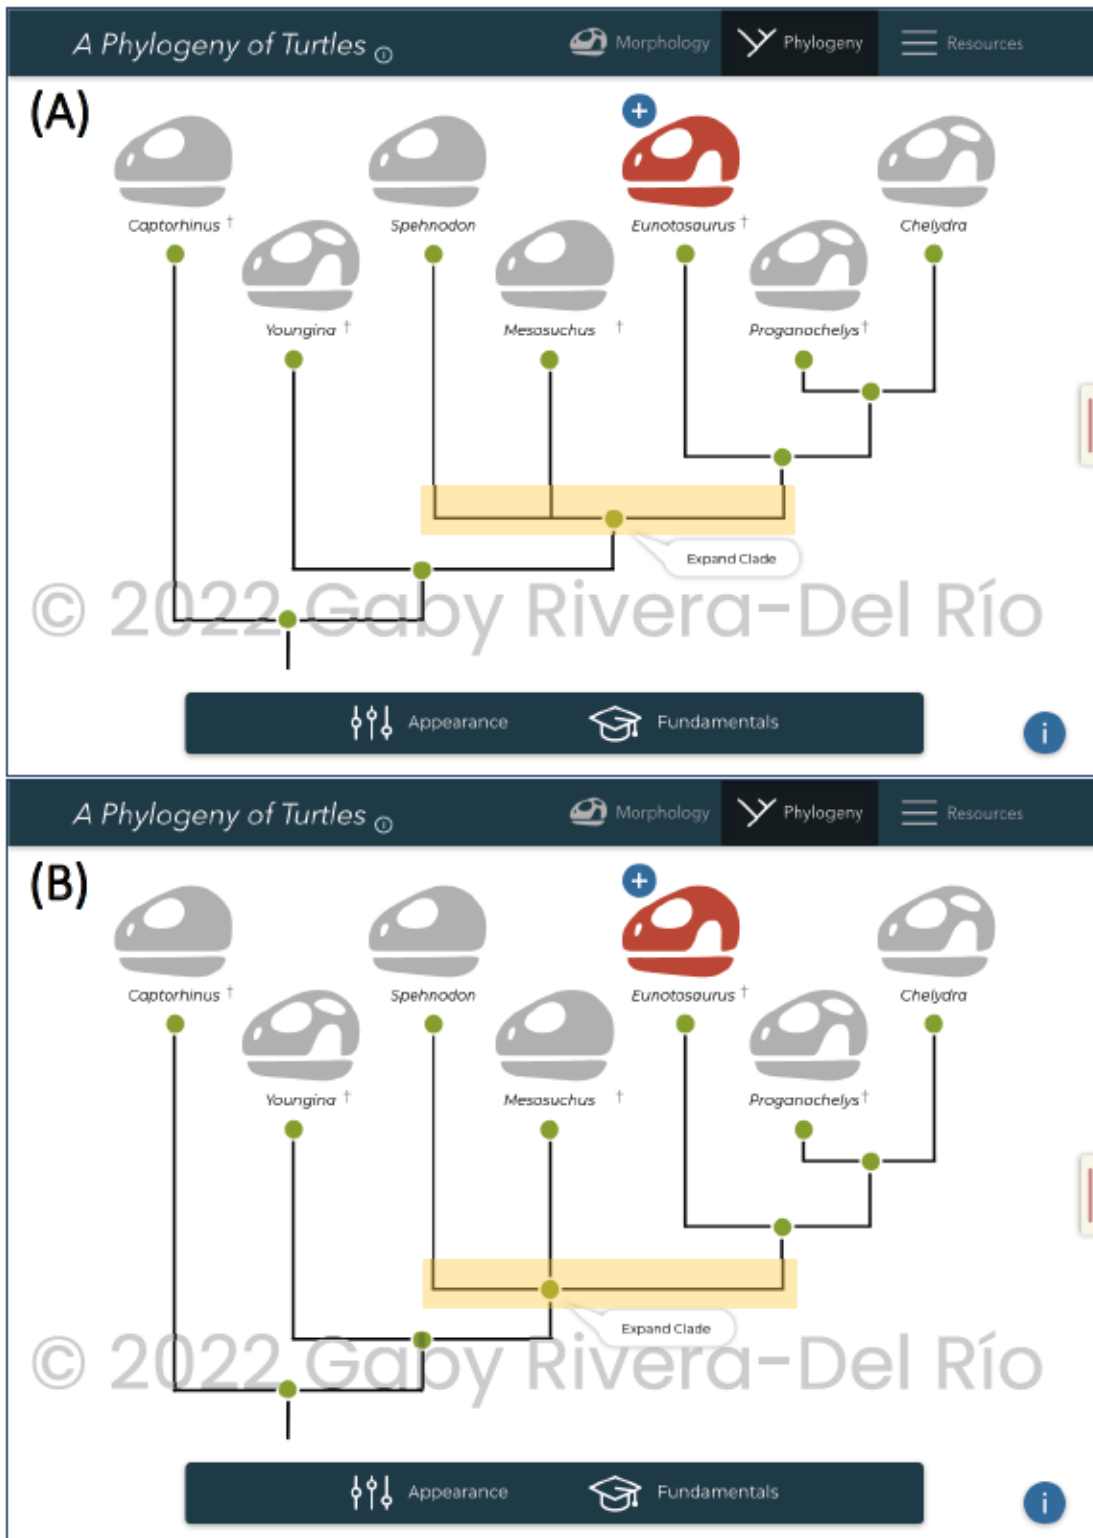 A Phylogeny of Turtles i Morphology Phylogeny Resources
(A)
+
Captorhinus † Spehnodon Eunotosaurus † Chelydra
Youngina † Mesosuchus † Proganochelys †
Expand Clade
© 2022 Gaby Rivera-Del Río
Appearance Fundamentals i
A Phylogeny of Turtles i Morphology Phylogeny Resources
(B)
+
Captorhinus † Spehnodon Eunotosaurus † Chelydra
Youngina † Mesosuchus † Proganochelys †
Expand Clade
© 2022 Gaby Rivera-Del Río
Appearance Fundamentals i